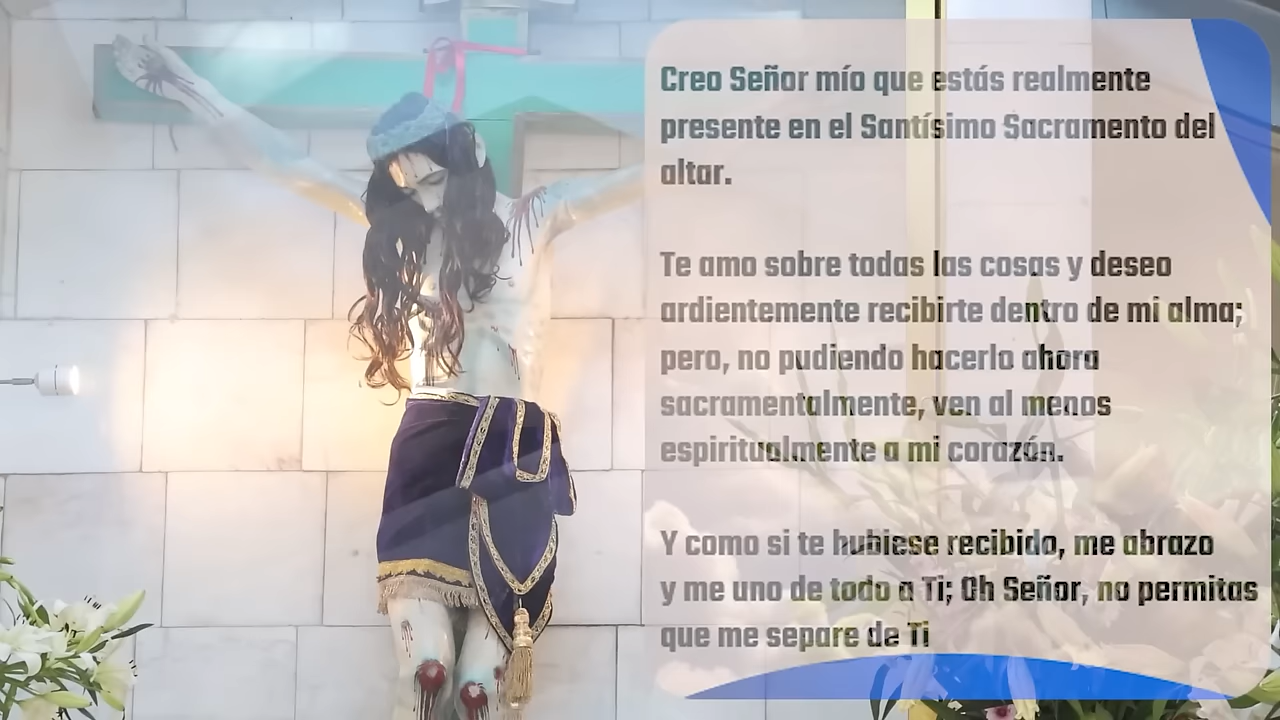 Creo Señor mío que estás realmente
presente en el Santísimo Sacramento del
altar.
Te amo sobre todas las cosas y deseo
ardientemente recibirte dentro de mi alma;
pero, no pudiendo hacerlo ahora
sacramentalmente, ven al menos
espiritualmente a mi corazón.
Y como si te hubiese recibido, me abrazo
y me uno de todo a Ti; Oh Señor, no permitas
que me separe de Ti